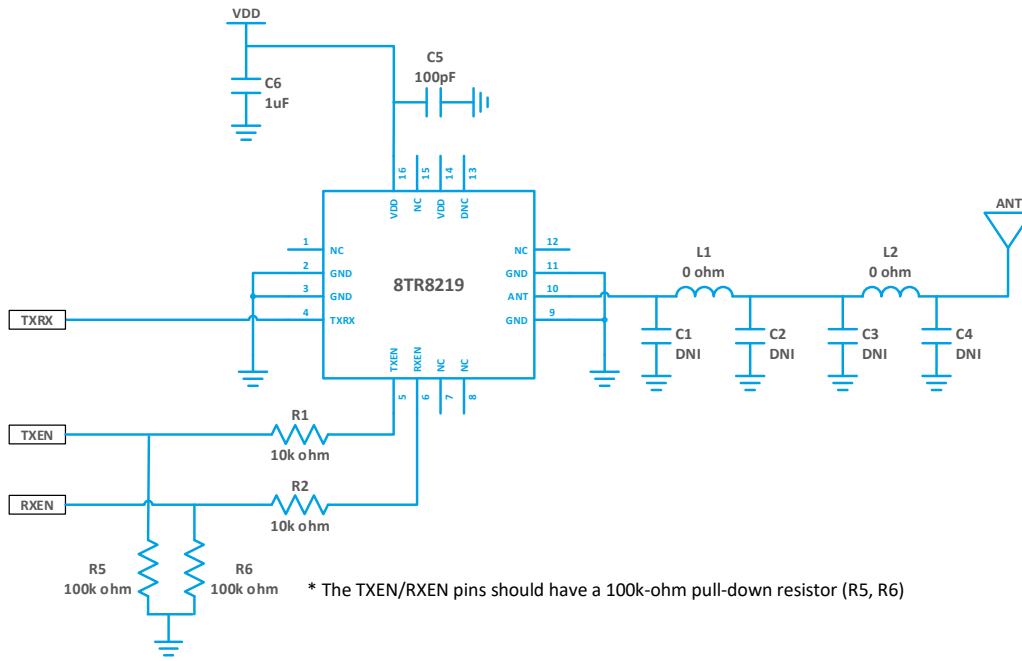 VDD
C6
1uF
C5
100pF
16
15
14
13
VDD
NC
VDD
DNC
1
NC
2
GND
3
GND
4
TXRX
8TR8219
NC
12
GND
11
ANT
10
GND
9
TXEN
RXEN
NC
NC
5
6
7
8
TXRX
TXEN
RXEN
R1
10k ohm
R2
10k ohm
R5
100k ohm
R6
100k ohm
L1
0 ohm
L2
0 ohm
ANT
C1
DNI
C2
DNI
C3
DNI
C4
DNI
* The TXEN/RXEN pins should have a 100k-ohm pull-down resistor (R5, R6)